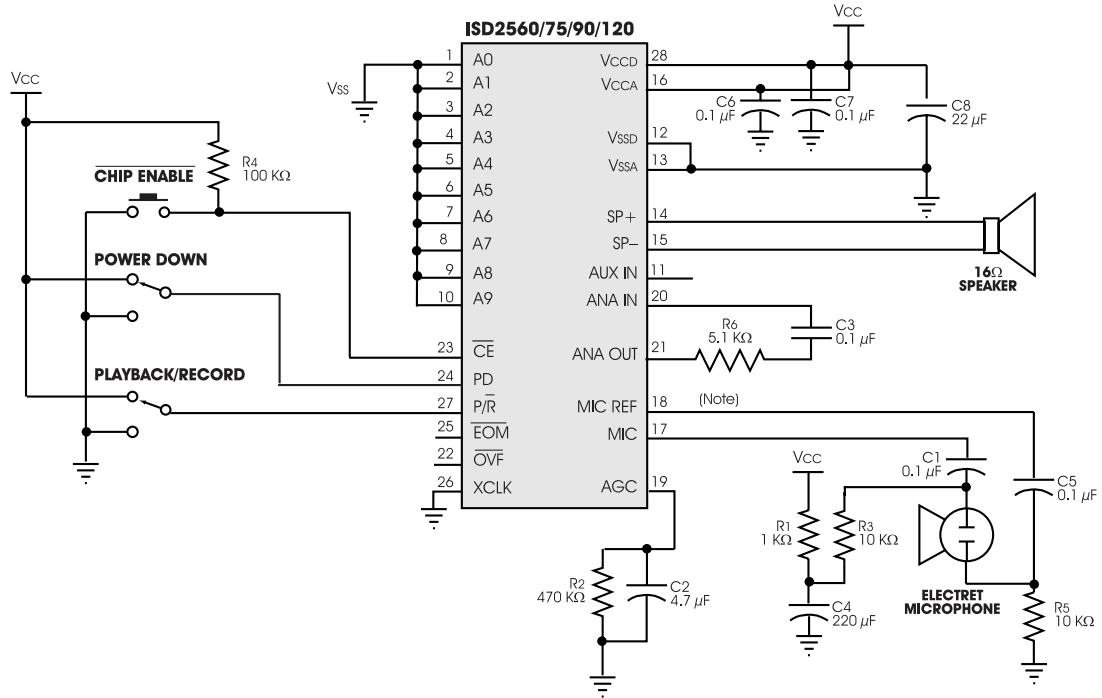 ISD2560/75/90/120
VCC
VSS
VCC
CHIP ENABLE
R4
100 KΩ
POWER DOWN
PLAYBACK/RECORD
1 A0
2 A1
3 A2
4 A3
5 A4
6 A5
7 A6
8 A7
9 A8
10 A9
23 CE
24 PD
27 P/R
25 EOM
22 OVF
26 XCLK
VCCD 28
VCCA 16
VSSD 12
VSSA 13
SP+ 14
SP– 15
AUX IN 11
ANA IN 20
ANA OUT 21
MIC REF 18
MIC 17
AGC 19
C6
0.1 µF
C7
0.1 µF
C8
22 µF
16Ω
SPEAKER
R6
5.1 KΩ
C3
0.1 µF
(Note)
VCC
C1
0.1 µF
C5
0.1 µF
R1
1 KΩ
R3
10 KΩ
R2
470 KΩ
C2
4.7 µF
C4
220 µF
ELECTRET
MICROPHONE
R5
10 KΩ